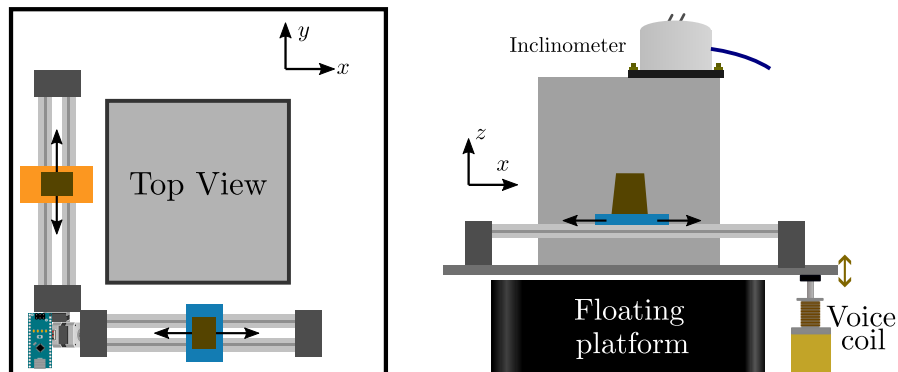 y
x
Top View
Inclinometer
z
x
Floating
platform
Voice
coil